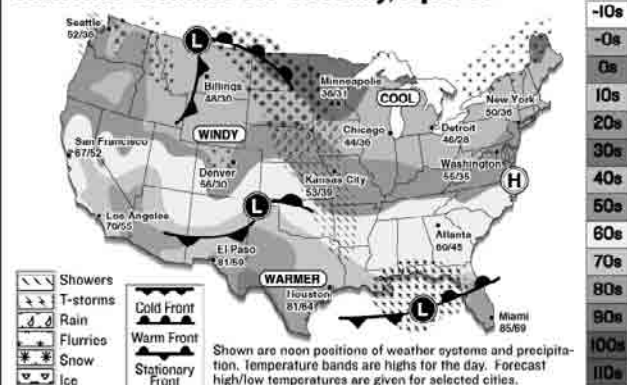 Seattle
52/36
Billings
48/30
Minneapolis
36/31
COOL
New York
50/36
WINDY
Chicago
44/36
Detroit
46/28
San Francisco
67/52
Denver
56/30
Kansas City
53/39
Washington
55/35
L
H
Los Angeles
70/55
L
Atlanta
60/45
El Paso
81/59
WARMER
Houston
81/64
L
Miami
85/69
Showers
T-storms
Rain
Flurries
Snow
Ice
Cold Front
Warm Front
Stationary
Front
Shown are noon positions of weather systems and precipita-
tion. Temperature bands are highs for the day. Forecast
high/low temperatures are given for selected cities.
-10s
-0s
0s
10s
20s
30s
40s
50s
60s
70s
80s
90s
100s
110s